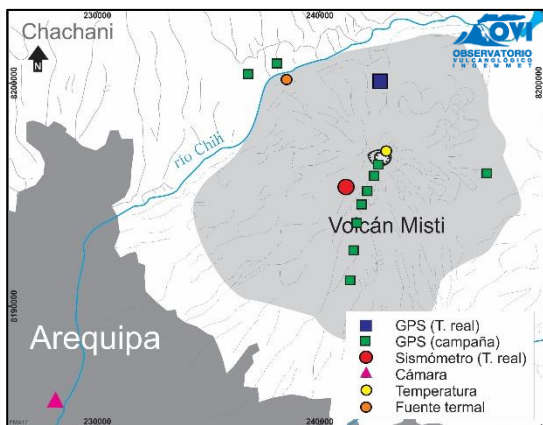 230000
240000
Chachani
N
OVI
OBSERVATORIO
VULCANOLÓGICO
INGEMMET
8200000
8200000
río Chili
Volcán Misti
8190000
Arequipa
GPS (T. real)
GPS (campaña)
Sismómetro (T. real)
Cámara
Temperatura
Fuente termal
230000
240000